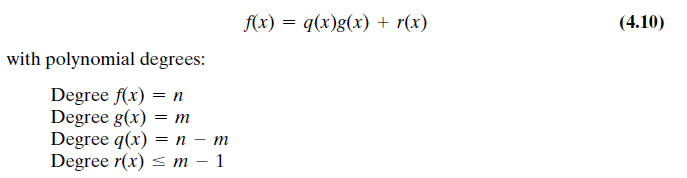 f(x) = q(x)g(x) + r(x) (4.10)
with polynomial degrees:
Degree f(x) = n
Degree g(x) = m
Degree q(x) = n − m
Degree r(x) ≤ m − 1